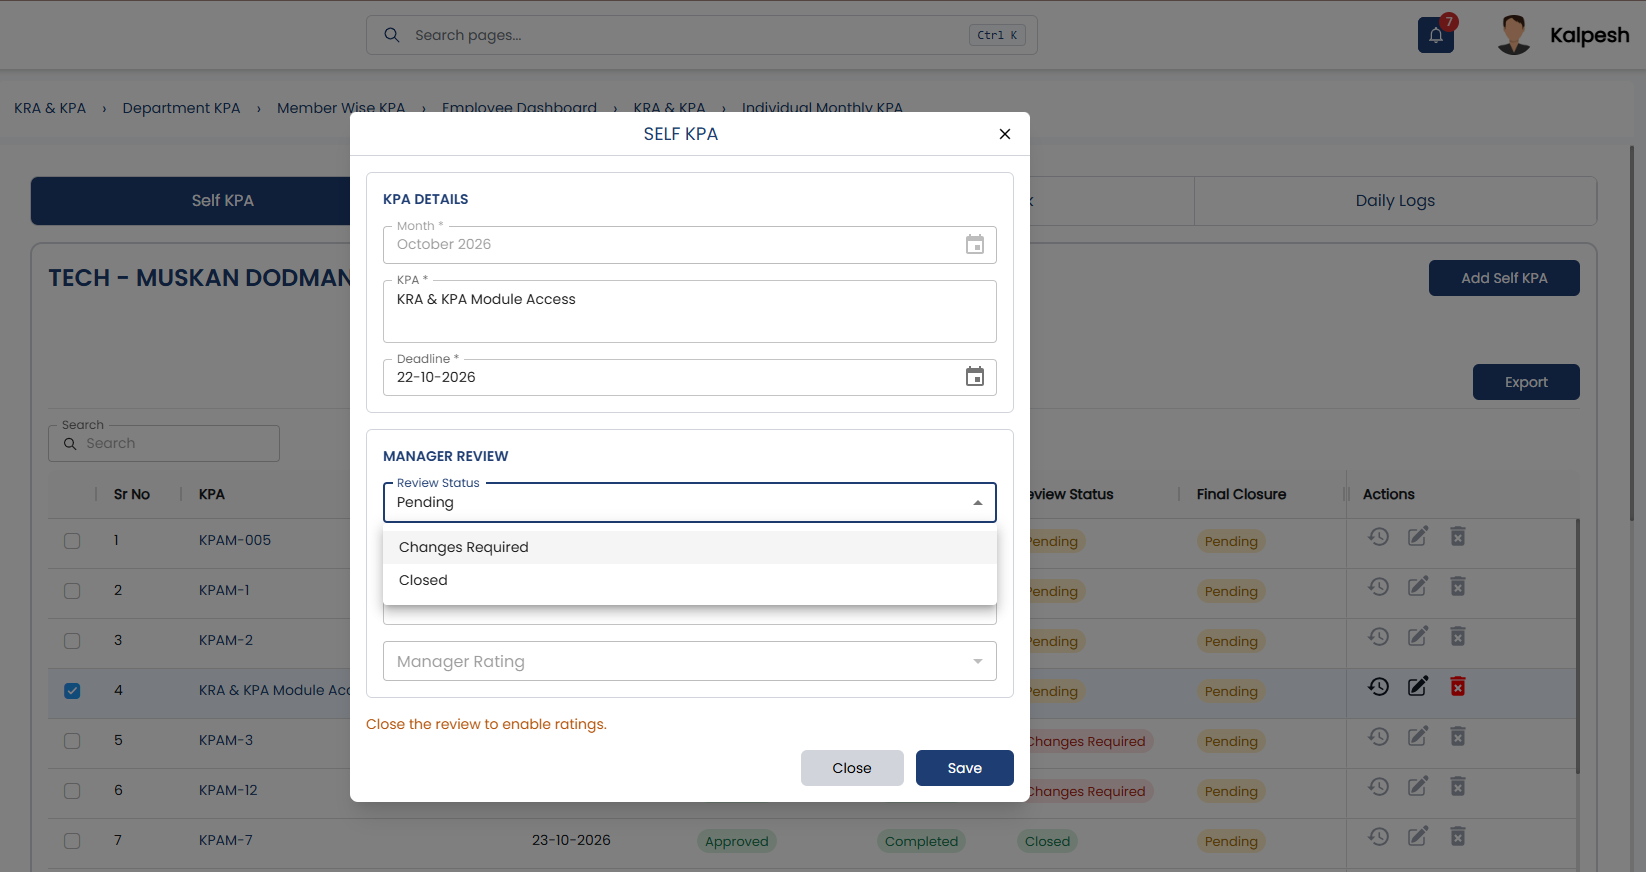 Search pages...
Ctrl K
7
Kalpesh
KRA & KPA › Department KPA › Member Wise KPA › Employee Dashboard › KRA & KPA › Individual Monthly KPA
SELF KPA
Self KPA
Daily Logs
TECH - MUSKAN DODMAN
Add Self KPA
Export
Search
Search
KPA DETAILS
Month *
October 2026
KPA *
KRA & KPA Module Access
Deadline *
22-10-2026
MANAGER REVIEW
Review Status
Pending
Changes Required
Closed
Manager Rating
Close the review to enable ratings.
Close
Save
Sr No KPA eview Status Final Closure Actions
1 KPAM-005 Pending Pending
2 KPAM-1 Pending Pending
3 KPAM-2 Pending Pending
4 KRA & KPA Module Acc Pending Pending
5 KPAM-3 Changes Required Pending
6 KPAM-12 Changes Required Pending
7 KPAM-7 23-10-2026 Approved Completed Closed Pending